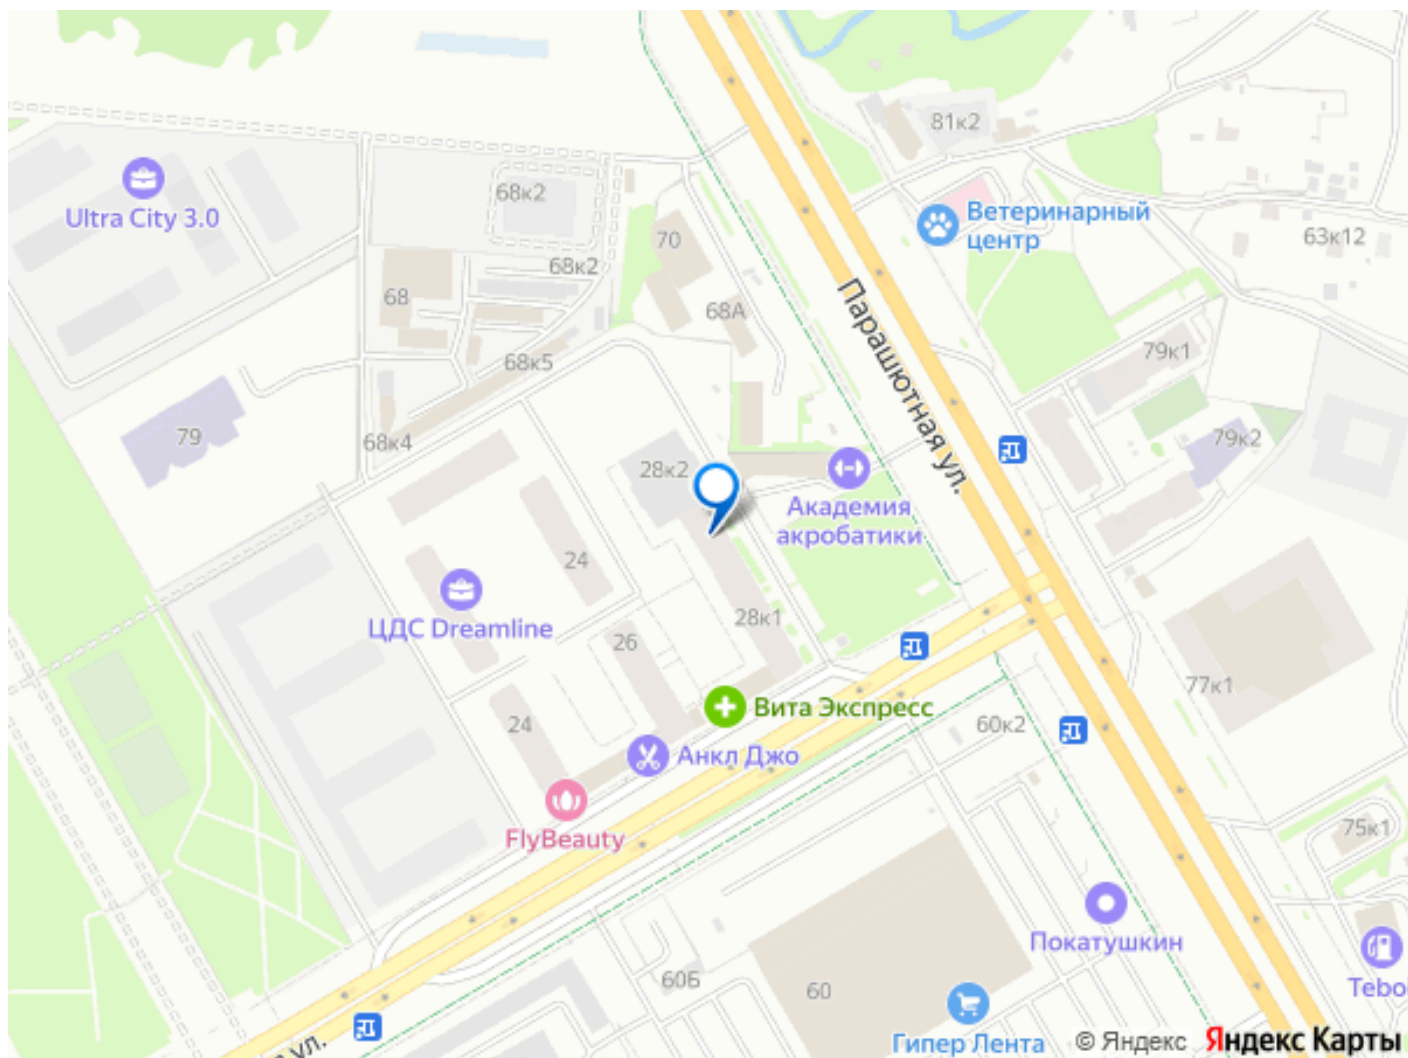 81к2
Ultra City 3.0
68к2
Ветеринарный
центр
70
63к12
68к2
68
68А
Парашютная ул.
79к1
68к5
79
68к4
79к2
28к2
Академия
акробатики
24
ЦДС Dreamline
28к1
26
77к1
24
Вита Экспресс
60к2
Анкл Джо
FlyBeauty
75к1
Покатушкин
60Б
60
Teboi
ул.
Гипер Лента
© Яндекс
Яндекс Карты